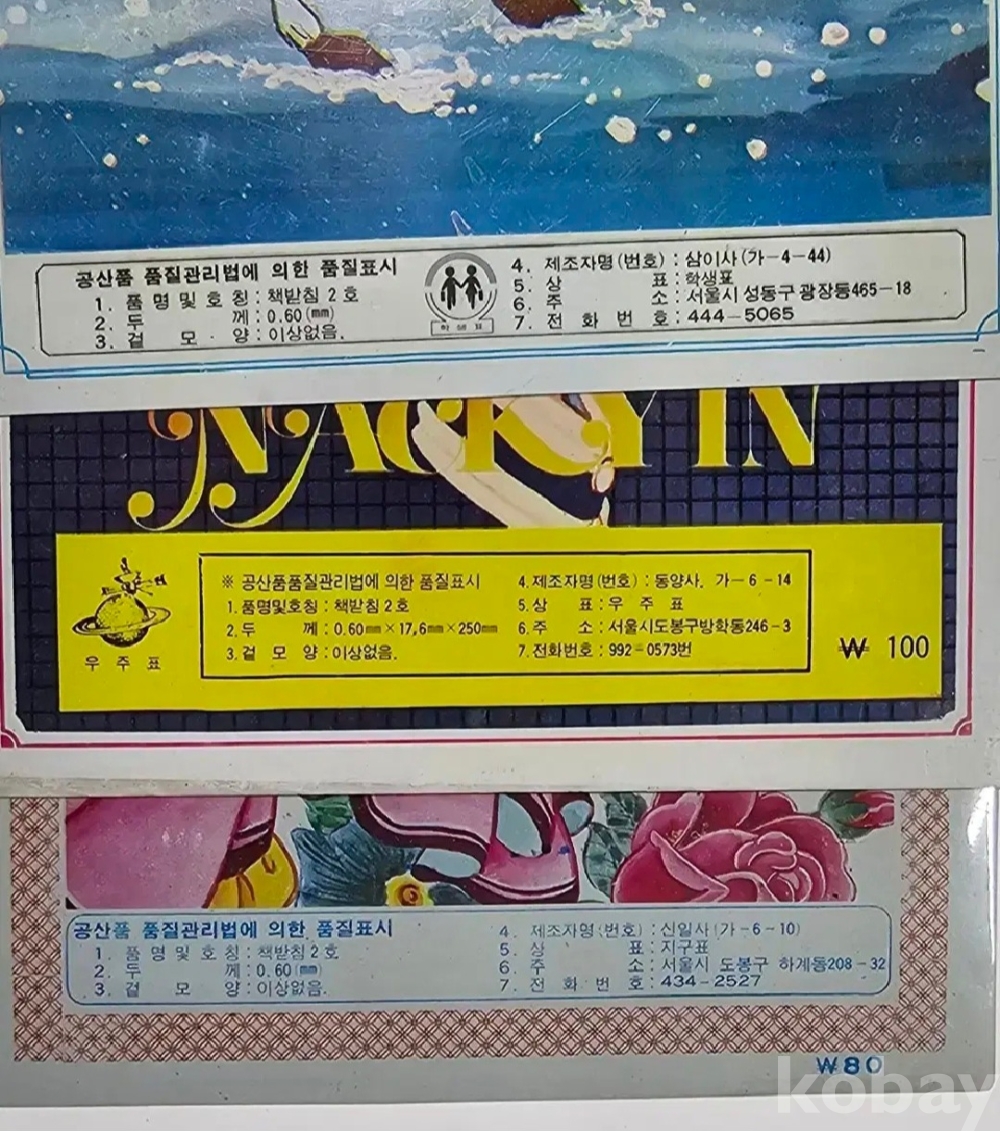 공산품 품질관리법에 의한 품질표시
1. 품 명 및 호 칭 : 책받침 2 호
2. 두 께 : 0.60 (㎜)
3. 겉 모 양 : 이상없음.
학 생 표
4. 제조자명 (번호) : 삼이사 (가-4-44)
5. 상 표 : 학생표
6. 주 소 : 서울시 성동구 광장동465-18
7. 전 화 번 호 : 444-5065
우 주 표
※ 공산품품질관리법에 의한 품질표시
1. 품명및호칭 : 책받침 2 호
2. 두 께 : 0.60㎜×17,6㎜×250㎜
3. 겉 모 양 : 이상없음.
4. 제조자명 (번호) : 동양사. 가-6-14
5. 상 표 : 우 주 표
6. 주 소 : 서울시도봉구방학동246-3
7. 전화번호 : 992-0573번
₩ 100
공산품 품질관리법에 의한 품질표시
1. 품 명 및 호 칭 : 책받침 2 호
2. 두 께 : 0.60 (㎜)
3. 겉 모 양 : 이상없음.
4. 제조자명 (번호) : 신일사 (가-6-10)
5. 상 표 : 지구표
6. 주 소 : 서울시 도봉구 하계동208-32
7. 전 화 번 호 : 434-2527
₩80
kobay